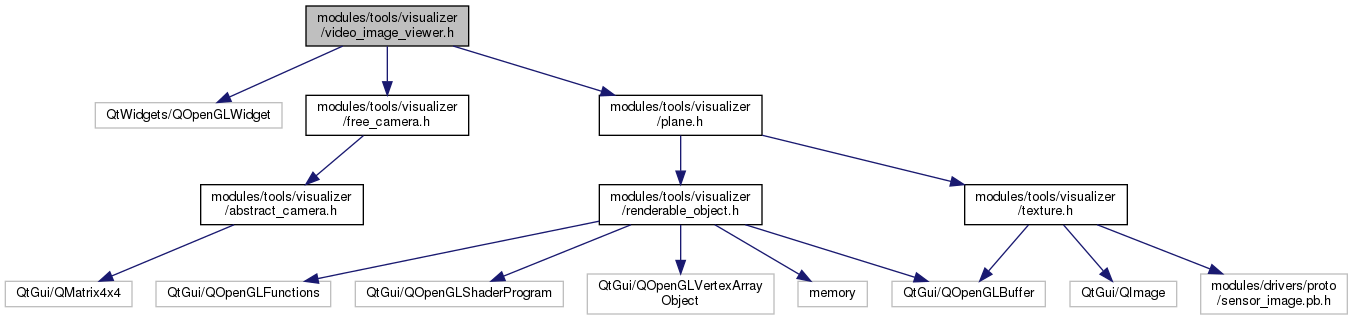 modules/tools/visualizer
/video_image_viewer.h
QtWidgets/QOpenGLWidget
modules/tools/visualizer
/free_camera.h
modules/tools/visualizer
/plane.h
modules/tools/visualizer
/abstract_camera.h
modules/tools/visualizer
/renderable_object.h
modules/tools/visualizer
/texture.h
QtGui/QMatrix4x4
QtGui/QOpenGLFunctions
QtGui/QOpenGLShaderProgram
QtGui/QOpenGLVertexArray
Object
memory
QtGui/QOpenGLBuffer
QtGui/QImage
modules/drivers/proto
/sensor_image.pb.h